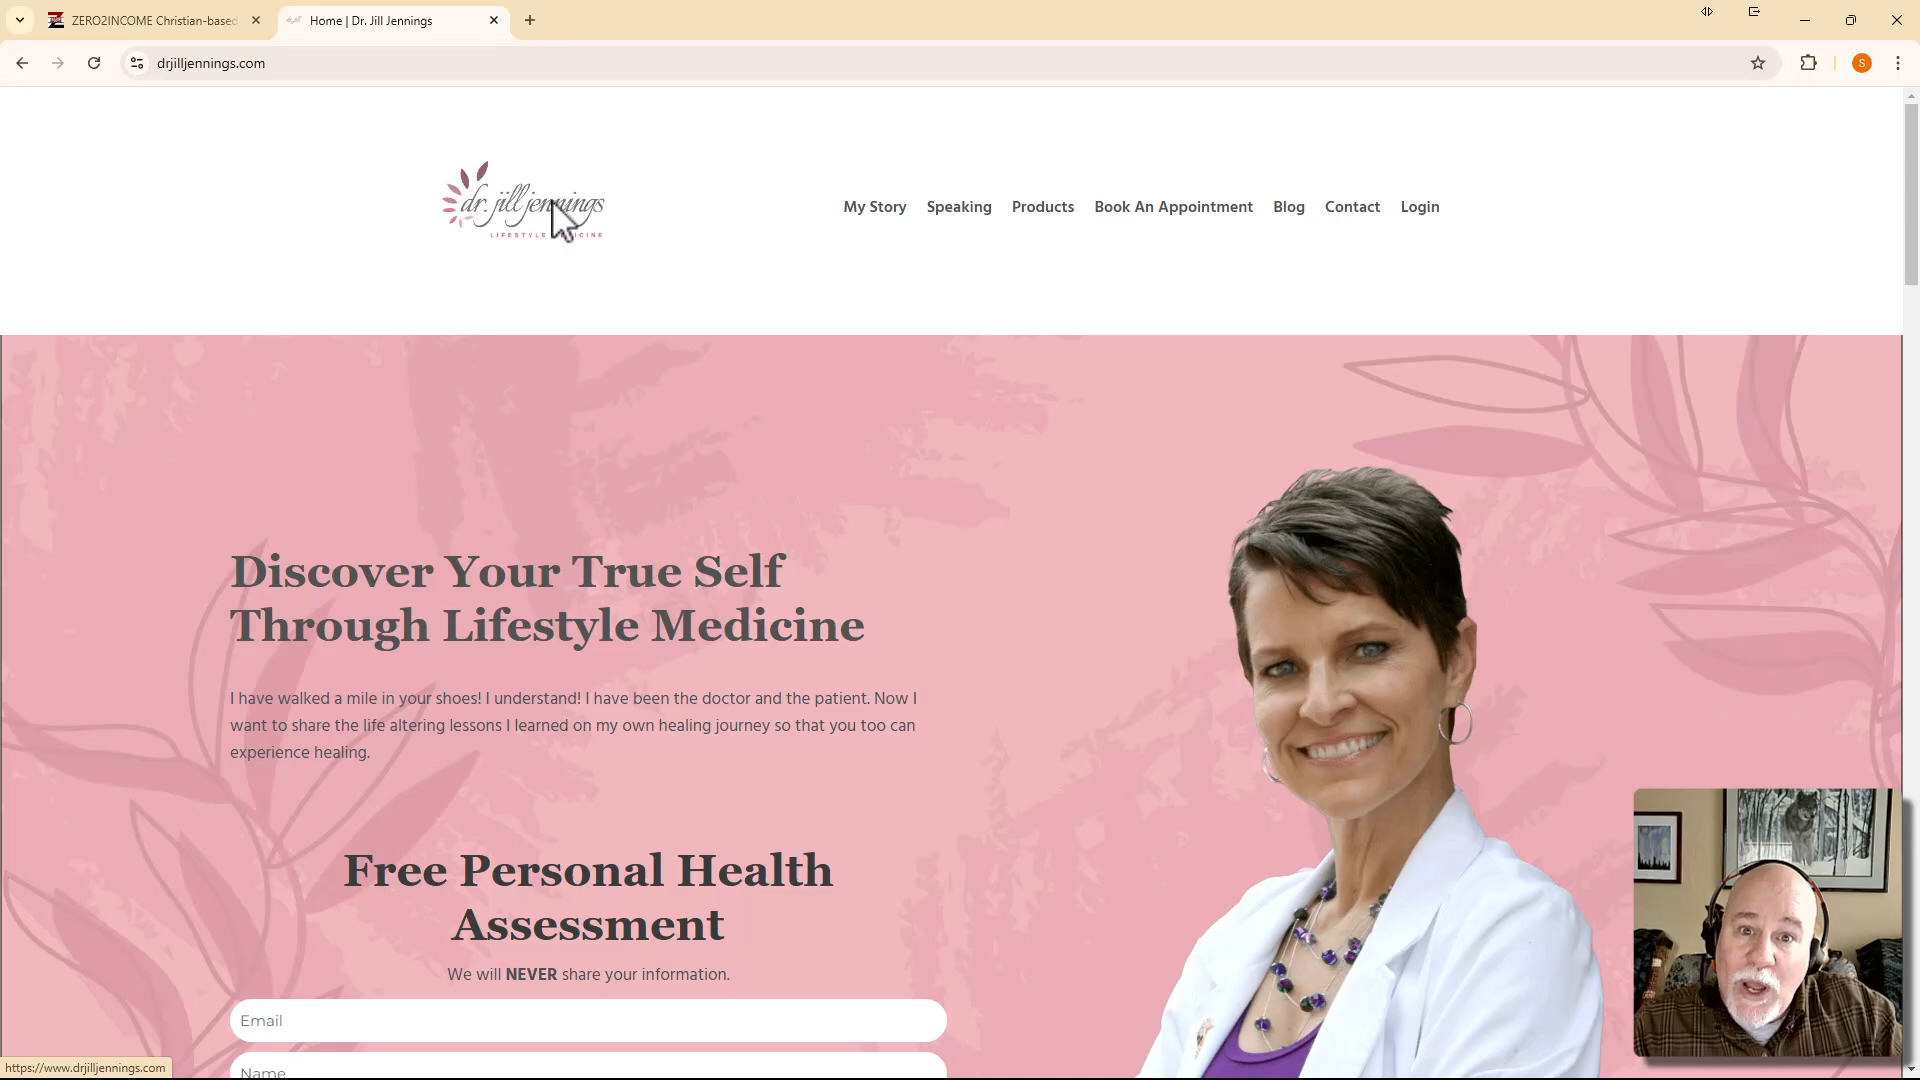 ZERO2INCOME Christian-based
Home | Dr. Jill Jennings
drjilljennings.com
S
dr. jill jennings
My Story
Speaking
Products
Book An Appointment
Blog
Contact
Login
Discover Your True Self
Through Lifestyle Medicine
I have walked a mile in your shoes! I understand! I have been the doctor and the patient. Now I
want to share the life altering lessons I learned on my own healing journey so that you too can
experience healing.
Free Personal Health
Assessment
We will NEVER share your information.
Email
Name
https://www.drjilljennings.com